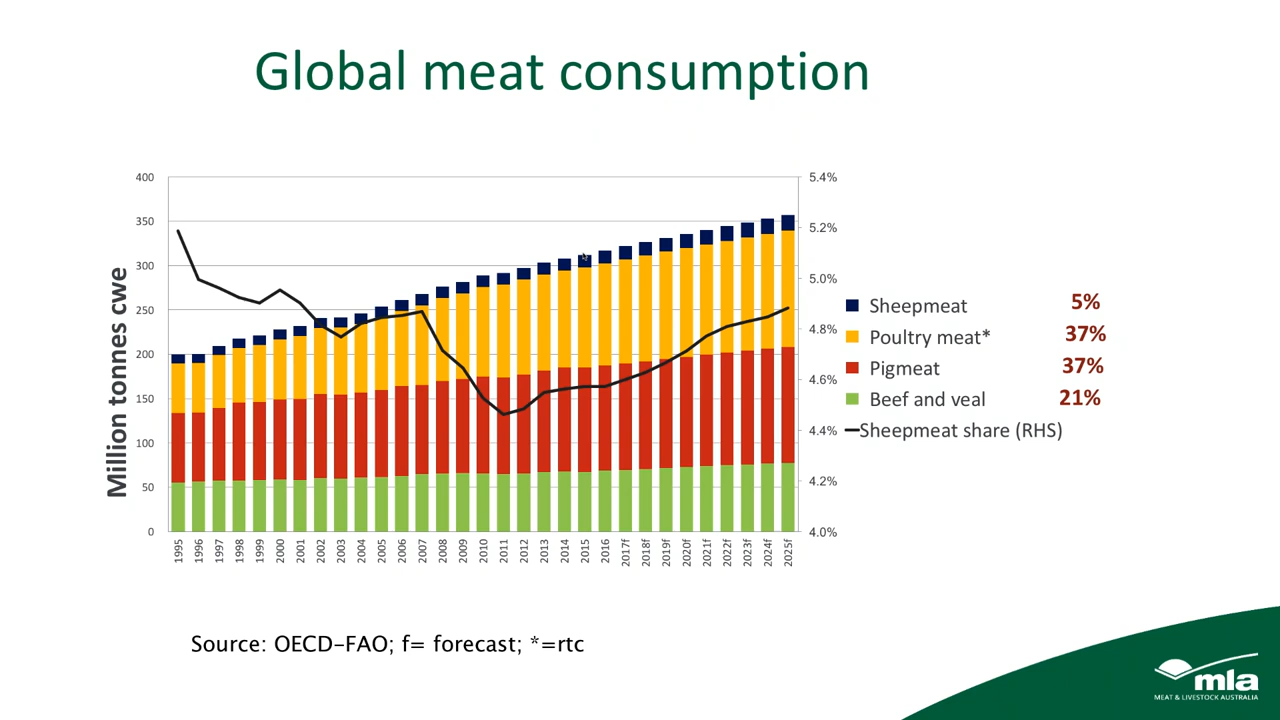 Global meat consumption
Million tonnes cwe
400
350
300
250
200
150
100
50
0
5.4%
5.2%
5.0%
4.8%
4.6%
4.4%
4.2%
4.0%
1995
1996
1997
1998
1999
2000
2001
2002
2003
2004
2005
2006
2007
2008
2009
2010
2011
2012
2013
2014
2015
2016
2017f
2018f
2019f
2020f
2021f
2022f
2023f
2024f
2025f
Sheepmeat 5%
Poultry meat* 37%
Pigmeat 37%
Beef and veal 21%
Sheepmeat share (RHS)
Source: OECD-FAO; f= forecast; *=rtc
mla
MEAT & LIVESTOCK AUSTRALIA